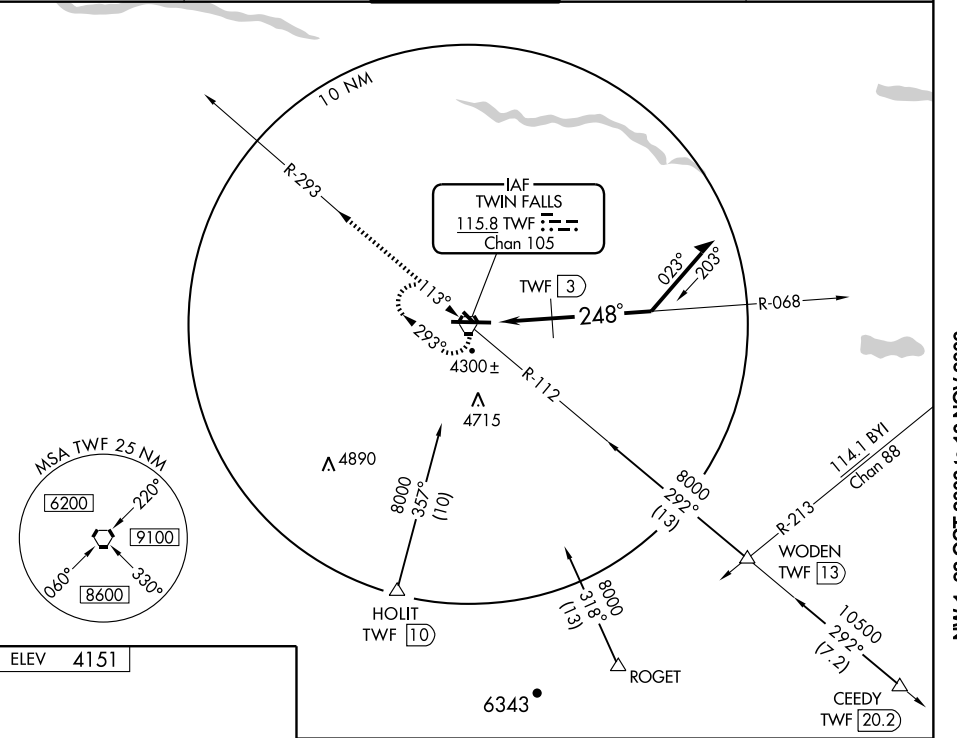 10 NM
R-293
IAF
TWIN FALLS
115.8 TWF
Chan 105
TWF 3
023°
203°
113°
248°
R-068
293°
4300 ±
R-112
4715
4890
MSA TWF 25 NM
6200
220°
9100
060°
330°
8600
8000
357°
(10)
8000
292°
(13)
114.1 BYI
Chan 88
R-213
WODEN
TWF 13
HOLIT
TWF 10
8000
318°
(13)
10500
292°
(7.2)
ELEV 4151
ROGET
6343
CEEDY
TWF 20.2